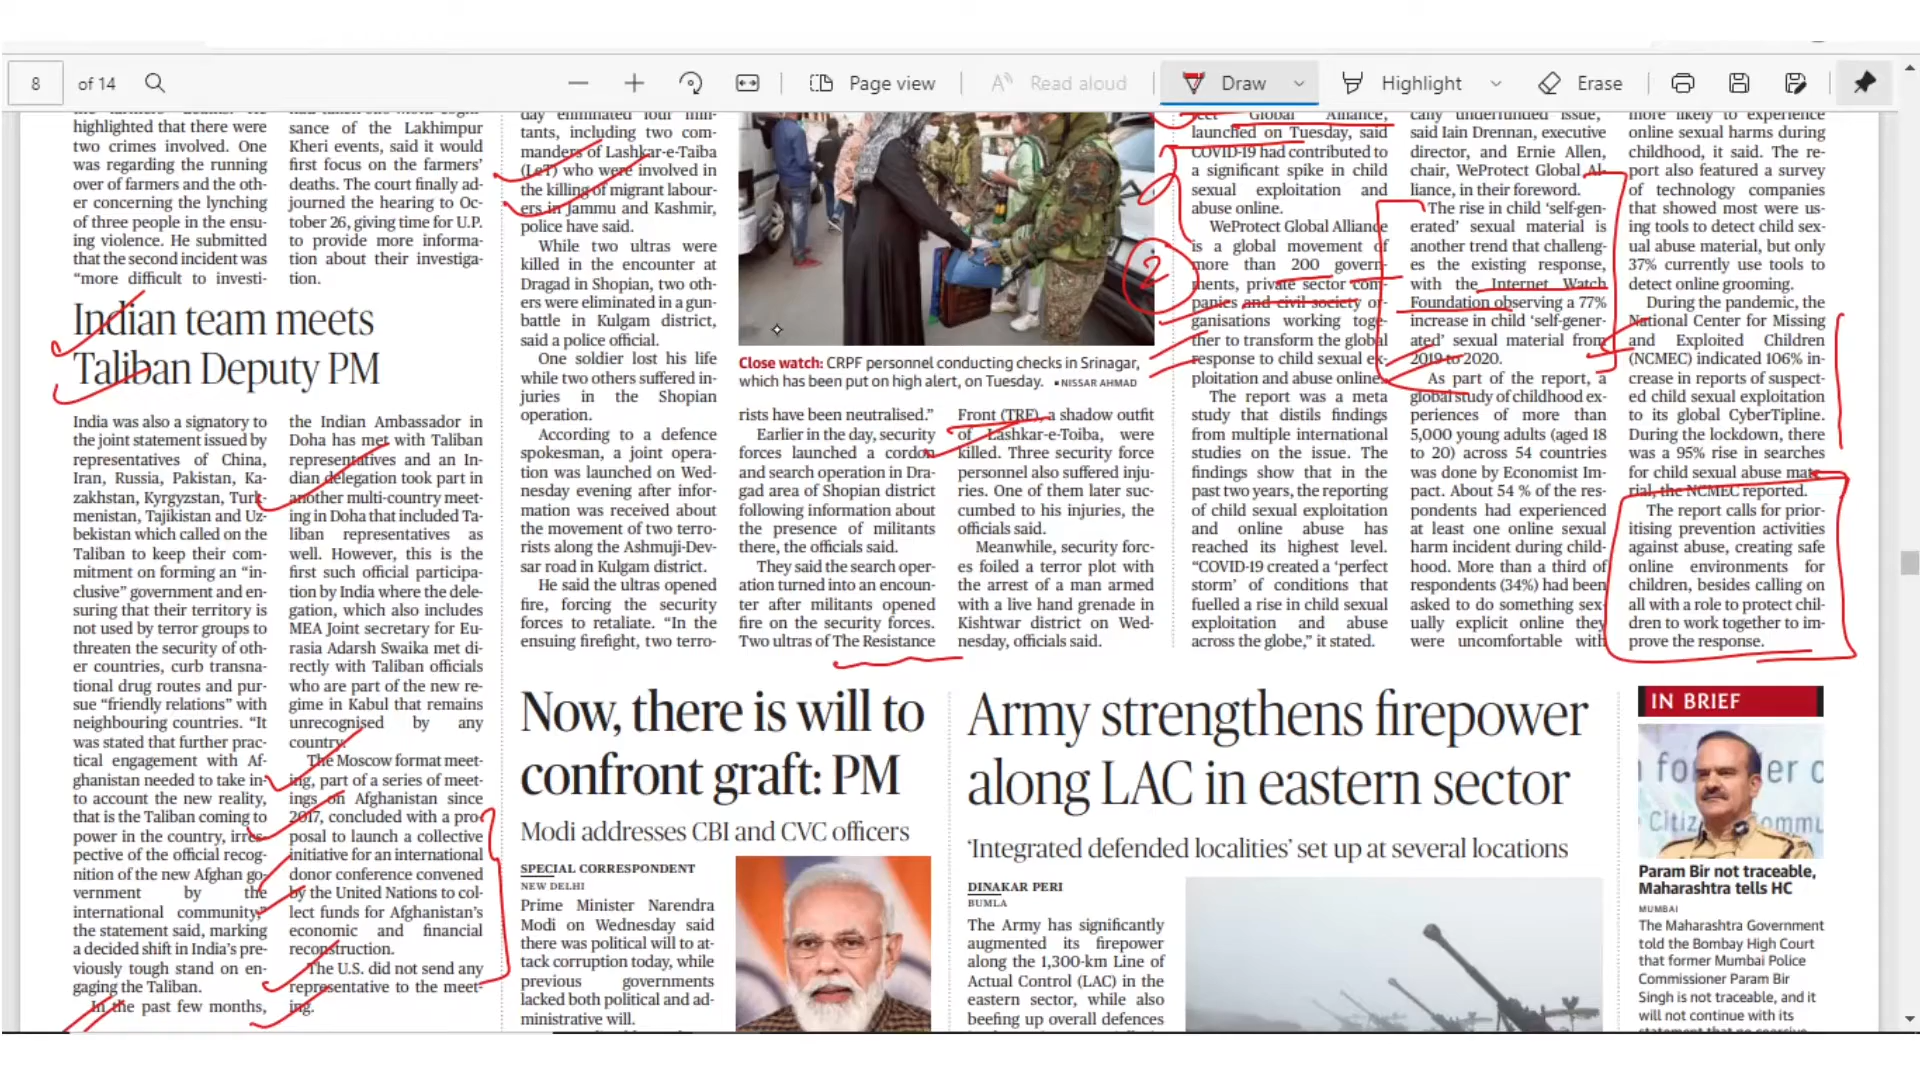 8 of 14
Page view
Read aloud
Draw
Highlight
Erase
highlighted that there were
two crimes involved. One
was regarding the running
over of farmers and the oth-
er concerning the lynching
of three people in the ensu-
ing violence. He submitted
that the second incident was
"more difficult to investi-
sance of the Lakhimpur
Kheri events, said it would
first focus on the farmers'
deaths. The court finally ad-
journed the hearing to Oc-
tober 26, giving time for U.P.
to provide more informa-
tion about their investiga-
tion.
Indian team meets
Taliban Deputy PM
India was also a signatory to
the joint statement issued by
representatives of China,
Iran, Russia, Pakistan, Ka-
zakhstan, Kyrgyzstan, Turk-
menistan, Tajikistan and Uz-
bekistan which called on the
Taliban to keep their com-
mitment on forming an "in-
clusive" government and en-
suring that their territory is
not used by terror groups to
threaten the security of oth-
er countries, curb transna-
tional drug routes and pur-
sue "friendly relations" with
neighbouring countries. "It
was stated that further prac-
tical engagement with Af-
ghanistan needed to take in-
to account the new reality,
that is the Taliban coming to
power in the country, irres-
pective of the official recog-
nition of the new Afghan go-
vernment by the
international community,"
the statement said, marking
a decided shift in India's pre-
viously tough stand on en-
gaging the Taliban.
In the past few months,
the Indian Ambassador in
Doha has met with Taliban
representatives and an In-
dian delegation took part in
another multi-country meet-
ing in Doha that included Ta-
liban representatives as
well. However, this is the
first such official participa-
tion by India where the dele-
gation, which also includes
MEA Joint secretary for Eu-
rasia Adarsh Swaika met di-
rectly with Taliban officials
who are part of the new re-
gime in Kabul that remains
unrecognised by any
country.
The Moscow format meet-
ing, part of a series of meet-
ings on Afghanistan since
2017, concluded with a pro-
posal to launch a collective
initiative for an international
donor conference convened
by the United Nations to col-
lect funds for Afghanistan's
economic and financial
reconstruction.
The U.S. did not send any
representative to the meet-
ing.
day eliminated four mili-
tants, including two com-
manders of Lashkar-e-Taiba
(LeT) who were involved in
the killing of migrant labour-
ers in Jammu and Kashmir,
police have said.
While two ultras were
killed in the encounter at
Dragad in Shopian, two oth-
ers were eliminated in a gun-
battle in Kulgam district,
said a police official.
One soldier lost his life
while two others suffered in-
juries in the Shopian
operation.
According to a defence
spokesman, a joint opera-
tion was launched on Wed-
nesday evening after infor-
mation was received about
the movement of two terro-
rists along the Ashmuji-Dev-
sar road in Kulgam district.
He said the ultras opened
fire, forcing the security
forces to retaliate. "In the
ensuing firefight, two terro-
Close watch: CRPF personnel conducting checks in Srinagar,
which has been put on high alert, on Tuesday. ▪ NISSAR AHMAD
rists have been neutralised."
Earlier in the day, security
forces launched a cordon
and search operation in Dra-
gad area of Shopian district
following information about
the presence of militants
there, the officials said.
They said the search oper-
ation turned into an encoun-
ter after militants opened
fire on the security forces.
Two ultras of The Resistance
Front (TRF), a shadow outfit
of Lashkar-e-Toiba, were
killed. Three security force
personnel also suffered inju-
ries. One of them later suc-
cumbed to his injuries, the
officials said.
Meanwhile, security forc-
es foiled a terror plot with
the arrest of a man armed
with a live hand grenade in
Kishtwar district on Wed-
nesday, officials said.
2
tect Global Alliance,
launched on Tuesday, said
COVID-19 had contributed to
a significant spike in child
sexual exploitation and
abuse online.
WeProtect Global Alliance
is a global movement of
more than 200 govern-
ments, private sector com-
panies and civil society or-
ganisations working toge-
ther to transform the global
response to child sexual ex-
ploitation and abuse online.
The report was a meta
study that distils findings
from multiple international
studies on the issue. The
findings show that in the
past two years, the reporting
of child sexual exploitation
and online abuse has
reached its highest level.
"COVID-19 created a 'perfect
storm' of conditions that
fuelled a rise in child sexual
exploitation and abuse
across the globe," it stated.
cally underfunded issue,"
said Iain Drennan, executive
director, and Ernie Allen,
chair, WeProtect Global Al-
liance, in their foreword.
The rise in child 'self-gen-
erated' sexual material is
another trend that challeng-
es the existing response,
with the Internet Watch
Foundation observing a 77%
increase in child 'self-gener-
ated' sexual material from
2019 to 2020.
As part of the report, a
global study of childhood ex-
periences of more than
5,000 young adults (aged 18
to 20) across 54 countries
was done by Economist Im-
pact. About 54 % of the res-
pondents had experienced
at least one online sexual
harm incident during child-
hood. More than a third of
respondents (34%) had been
asked to do something sex-
ually explicit online they
were uncomfortable with
more likely to experience
online sexual harms during
childhood, it said. The re-
port also featured a survey
of technology companies
that showed most were us-
ing tools to detect child sex-
ual abuse material, but only
37% currently use tools to
detect online grooming.
During the pandemic, the
National Center for Missing
and Exploited Children
(NCMEC) indicated 106% in-
crease in reports of suspect-
ed child sexual exploitation
to its global CyberTipline.
During the lockdown, there
was a 95% rise in searches
for child sexual abuse mate-
rial, the NCMEC reported.
The report calls for prior-
itising prevention activities
against abuse, creating safe
online environments for
children, besides calling on
all with a role to protect chil-
dren to work together to im-
prove the response.
Now, there is will to
confront graft: PM
Modi addresses CBI and CVC officers
SPECIAL CORRESPONDENT
NEW DELHI
Prime Minister Narendra
Modi on Wednesday said
there was political will to at-
tack corruption today, while
previous governments
lacked both political and ad-
ministrative will.
Army strengthens firepower
along LAC in eastern sector
'Integrated defended localities' set up at several locations
DINAKAR PERI
BUMLA
The Army has significantly
augmented its firepower
along the 1,300-km Line of
Actual Control (LAC) in the
eastern sector, while also
beefing up overall defences
IN BRIEF
Param Bir not traceable,
Maharashtra tells HC
MUMBAI
The Maharashtra Government
told the Bombay High Court
that former Mumbai Police
Commissioner Param Bir
Singh is not traceable, and it
will not continue with its